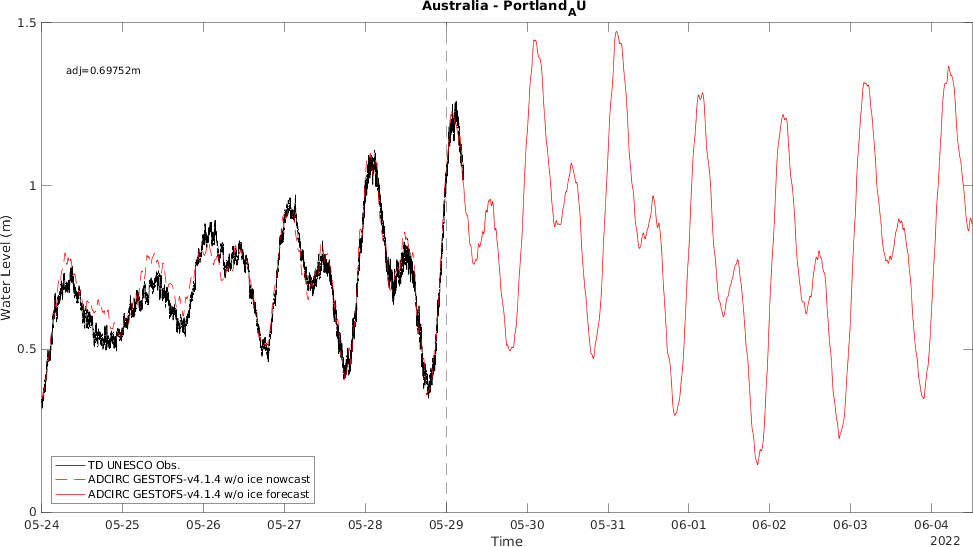 Australia - Portland_AU
adj=0.69752m
1.5
1
0.5
0
Water Level (m)
TD UNESCO Obs.
ADCIRC GESTOFS-v4.1.4 w/o ice nowcast
ADCIRC GESTOFS-v4.1.4 w/o ice forecast
05-24 05-25 05-26 05-27 05-28 05-29 05-30 05-31 06-01 06-02 06-03 06-04
Time
2022